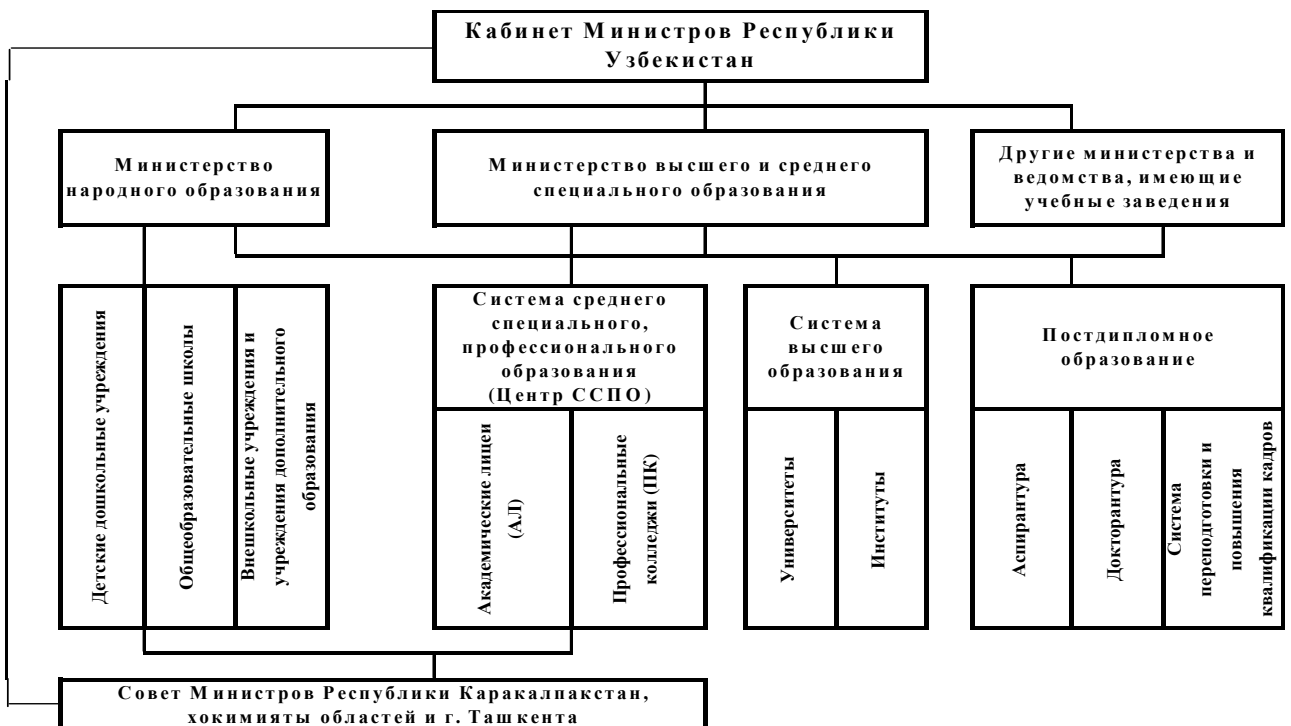 Кабинет Министров Республики
Узбекистан
Министерство
народного образования
Министерство высшего и среднего
специального образования
Другие министерства и
ведомства, имеющие
учебные заведения
Детские дошкольные учреждения
Общеобразовательные школы
Внешкольные учреждения и
учреждения дополнительного
образования
Система среднего
специального,
профессионального
образования
(Центр ССПО)
Академические лицеи
(АЛ)
Профессиональные
колледжи (ПК)
Система
высшего
образования
Университеты
Институты
Постдипломное
образование
Аспирантура
Докторантура
Система
переподготовки и
повышения
квалификации кадров
Совет Министров Республики Каракалпакстан,
хокимияты областей и г. Ташкента